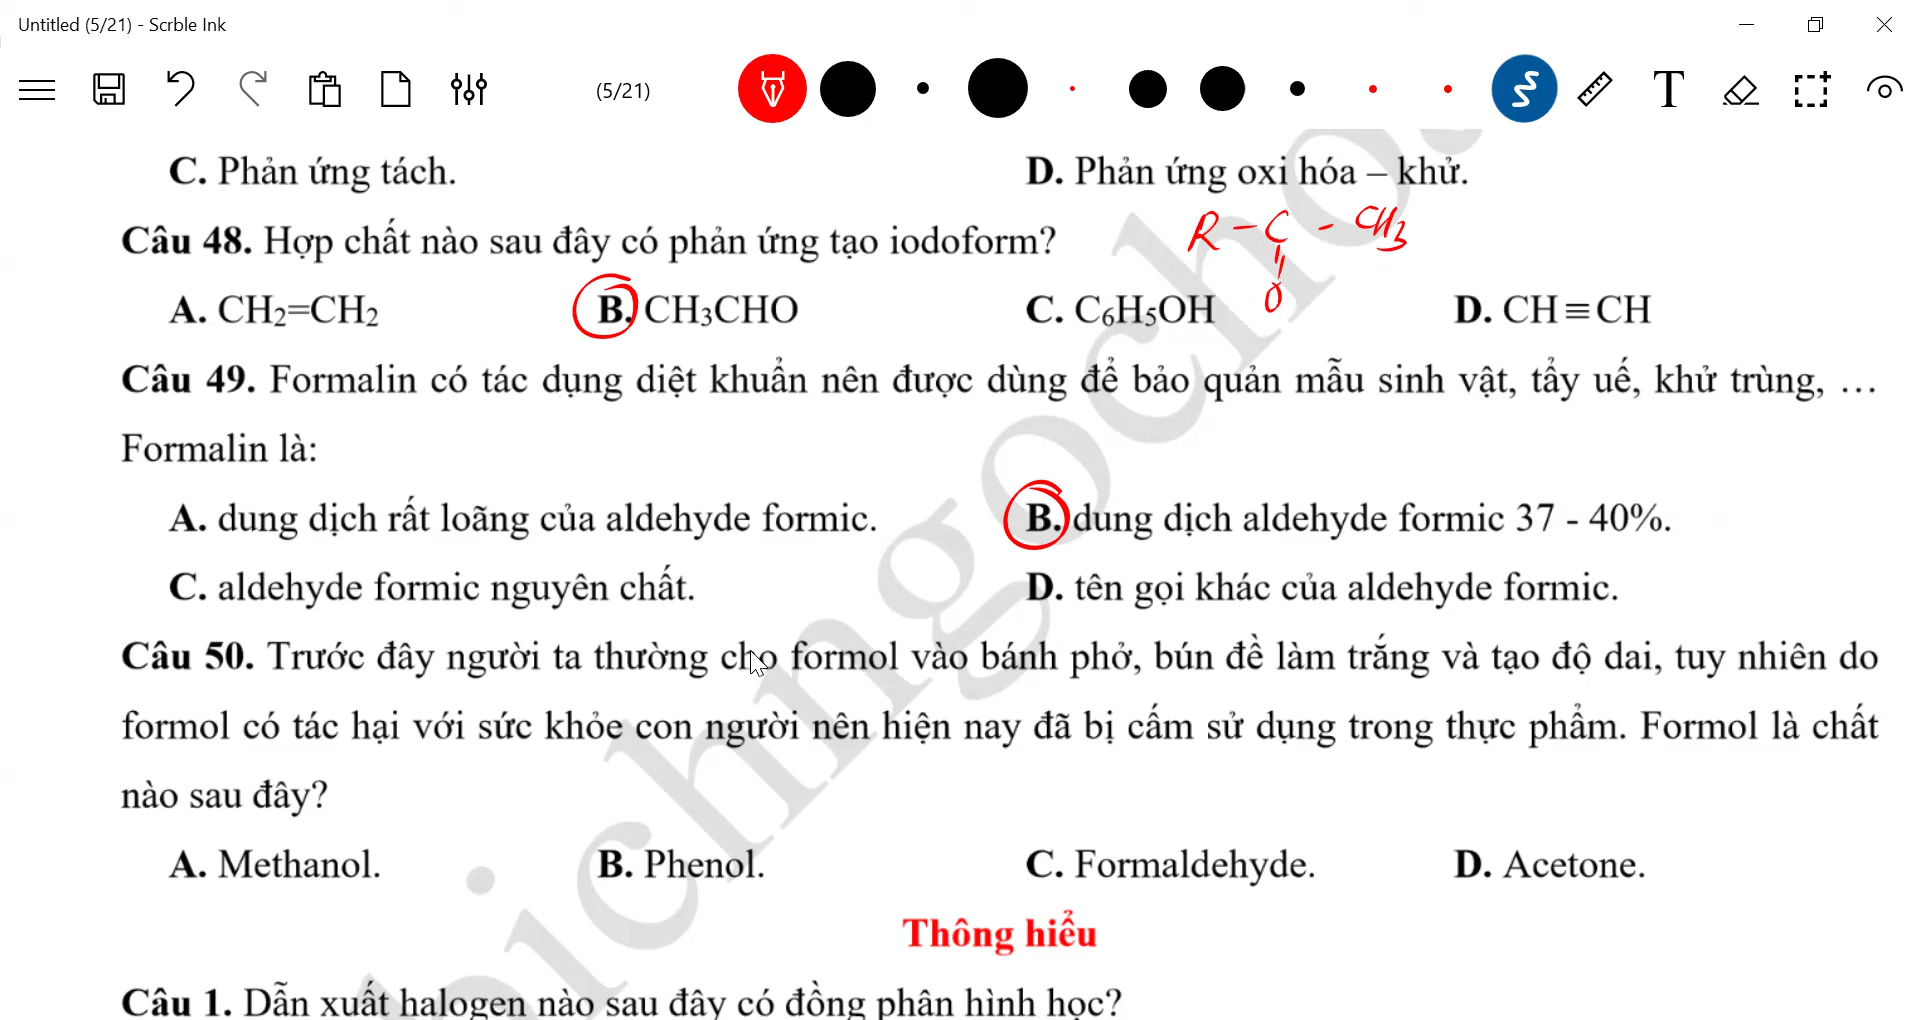 Untitled (5/21) - Scrble Ink
(5/21)
T
C. Phản ứng tách. D. Phản ứng oxi hóa – khử.
Câu 48. Hợp chất nào sau đây có phản ứng tạo iodoform? R - C - CH3
O
A. CH₂=CH₂ B. CH₃CHO C. C₆H₅OH D. CH≡CH
Câu 49. Formalin có tác dụng diệt khuẩn nên được dùng để bảo quản mẫu sinh vật, tẩy uế, khử trùng, …
Formalin là:
A. dung dịch rất loãng của aldehyde formic. B. dung dịch aldehyde formic 37 - 40%.
C. aldehyde formic nguyên chất. D. tên gọi khác của aldehyde formic.
Câu 50. Trước đây người ta thường cho formol vào bánh phở, bún đề làm trắng và tạo độ dai, tuy nhiên do
formol có tác hại với sức khỏe con người nên hiện nay đã bị cấm sử dụng trong thực phẩm. Formol là chất
nào sau đây?
A. Methanol. B. Phenol. C. Formaldehyde. D. Acetone.
Thông hiểu
Câu 1. Dẫn xuất halogen nào sau đây có đồng phân hình học?
bichngocho